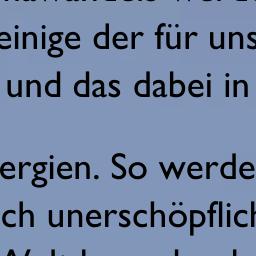 einige der für uns
und das dabei in
ergien. So werde
ch unerschöpflich